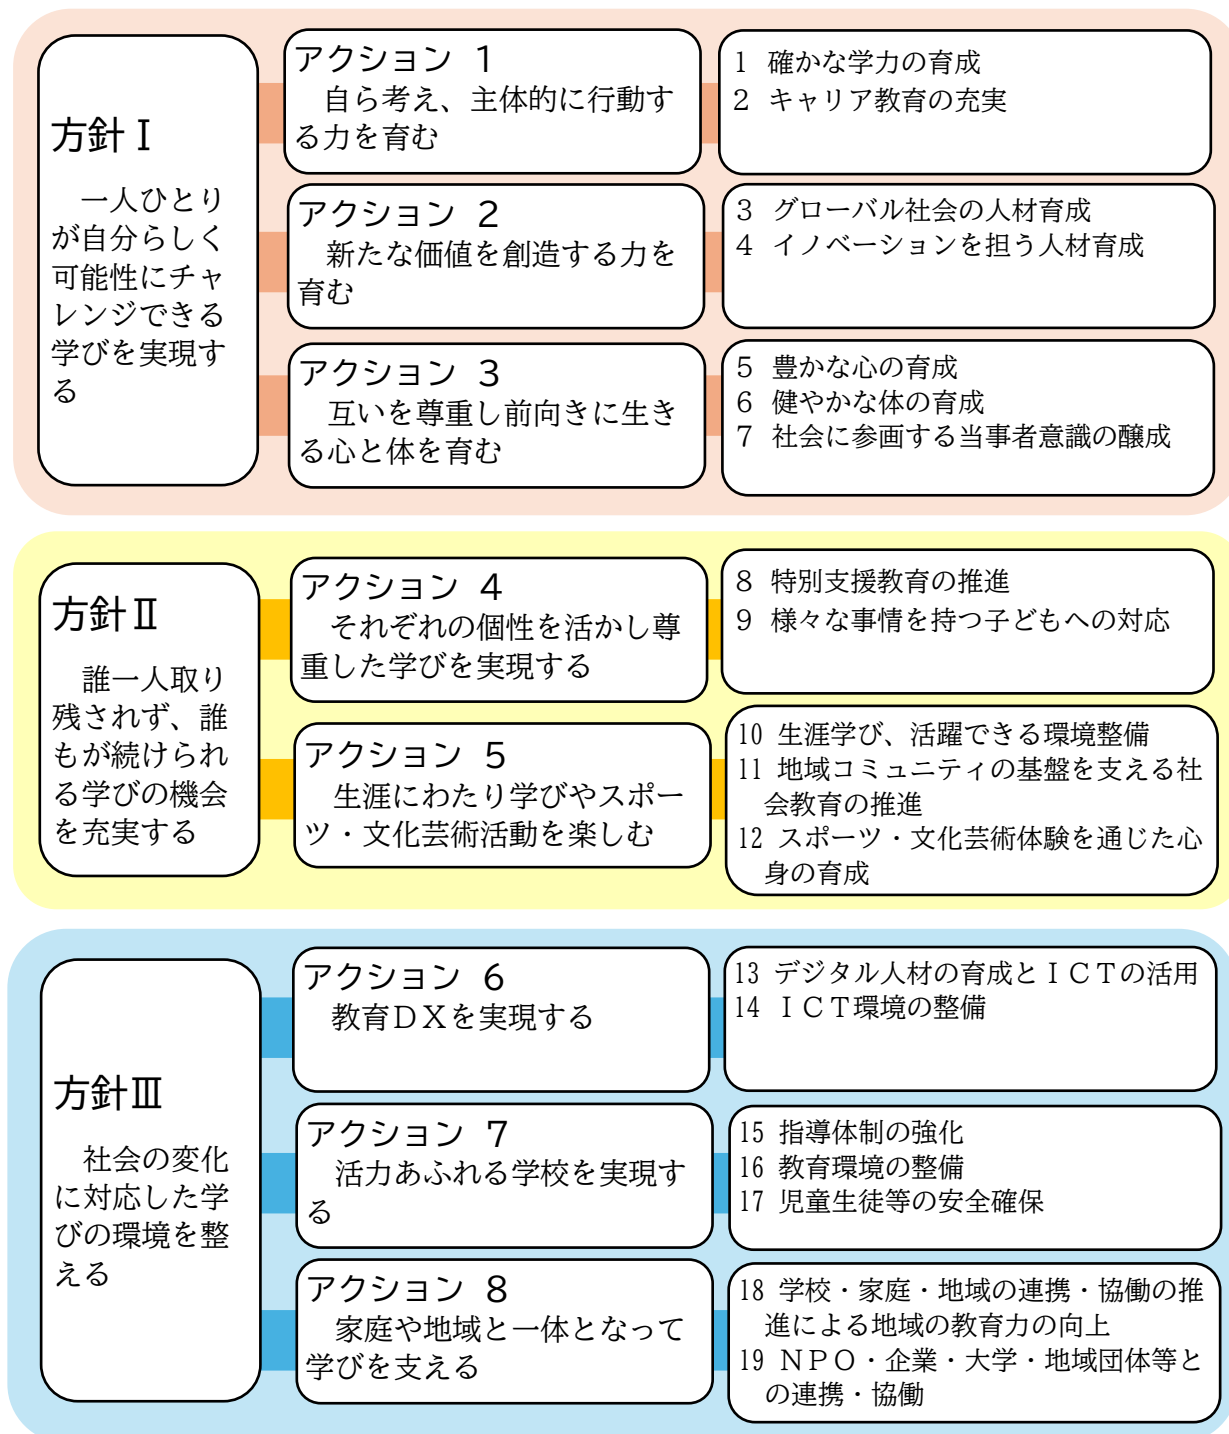 方針Ⅰ
一人ひとり
が自分らしく
可能性にチャ
レンジできる
学びを実現す
る
アクション 1
自ら考え、主体的に行動す
る力を育む
1 確かな学力の育成
2 キャリア教育の充実
アクション 2
新たな価値を創造する力を
育む
3 グローバル社会の人材育成
4 イノベーションを担う人材育成
アクション 3
互いを尊重し前向きに生き
る心と体を育む
5 豊かな心の育成
6 健やかな体の育成
7 社会に参画する当事者意識の醸成
方針Ⅱ
誰一人取り
残されず、誰
もが続けられ
る学びの機会
を充実する
アクション 4
それぞれの個性を活かし尊
重した学びを実現する
8 特別支援教育の推進
9 様々な事情を持つ子どもへの対応
アクション 5
生涯にわたり学びやスポー
ツ・文化芸術活動を楽しむ
10 生涯学び、活躍できる環境整備
11 地域コミュニティの基盤を支える社
会教育の推進
12 スポーツ・文化芸術体験を通じた心
身の育成
方針Ⅲ
社会の変化
に対応した学
びの環境を整
える
アクション 6
教育ＤＸを実現する
13 デジタル人材の育成とＩＣＴの活用
14 ＩＣＴ環境の整備
アクション 7
活力あふれる学校を実現す
る
15 指導体制の強化
16 教育環境の整備
17 児童生徒等の安全確保
アクション 8
家庭や地域と一体となって
学びを支える
18 学校・家庭・地域の連携・協働の推
進による地域の教育力の向上
19 ＮＰＯ・企業・大学・地域団体等と
の連携・協働